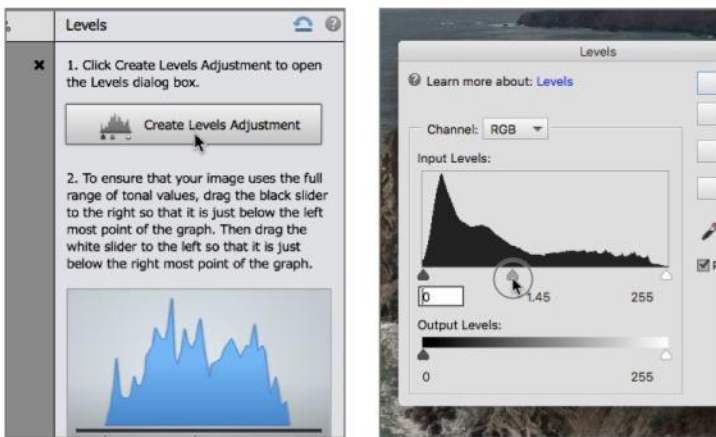 Levels
1. Click Create Levels Adjustment to open
the Levels dialog box.
Create Levels Adjustment
2. To ensure that your image uses the full
range of tonal values, drag the black slider
to the right so that it is just below the left
most point of the graph. Then drag the
white slider to the left so that it is just
below the right most point of the graph.
Levels
Learn more about: Levels
Channel: RGB
Input Levels:
0 1.45 255
Output Levels:
0 255